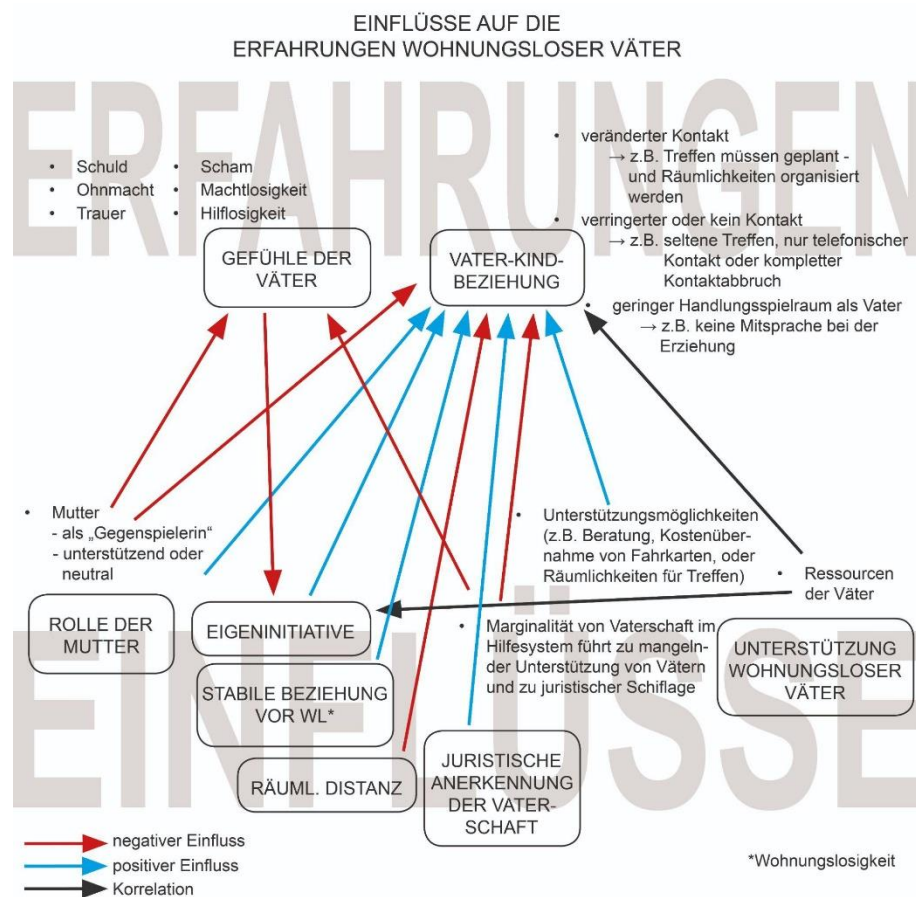 EINFLÜSSE AUF DIE
ERFAHRUNGEN WOHNUNGSLOSER VÄTER
ERFAHRUNGEN
• Schuld
• Ohnmacht
• Trauer
• Scham
• Machtlosigkeit
• Hilflosigkeit
GEFÜHLE DER
VÄTER
VATER-KIND-
BEZIEHUNG
• veränderter Kontakt
→ z.B. Treffen müssen geplant -
und Räumlichkeiten organisiert
werden
• verringerter oder kein Kontakt
→ z.B. seltene Treffen, nur telefonischer
Kontakt oder kompletter
Kontaktabbruch
• geringer Handlungsspielraum als Vater
→ z.B. keine Mitsprache bei der
Erziehung
• Mutter
- als „Gegenspielerin“
- unterstützend oder
neutral
ROLLE DER
MUTTER
EIGENINITIATIVE
STABILE BEZIEHUNG
VOR WL*
RÄUML. DISTANZ
JURISTISCHE
ANERKENNUNG
DER VATER-
SCHAFT
• Unterstützungsmöglichkeiten
(z.B. Beratung, Kostenüber-
nahme von Fahrkarten, oder
Räumlichkeiten für Treffen)
• Marginalität von Vaterschaft im
Hilfesystem führt zu mangeln-
der Unterstützung von Vätern
und zu juristischer Schiflage
• Ressourcen
der Väter
UNTERSTÜTZUNG
WOHNUNGSLOSER
VÄTER
EINFLÜSSE
negativer Einfluss
positiver Einfluss
Korrelation
*Wohnungslosigkeit